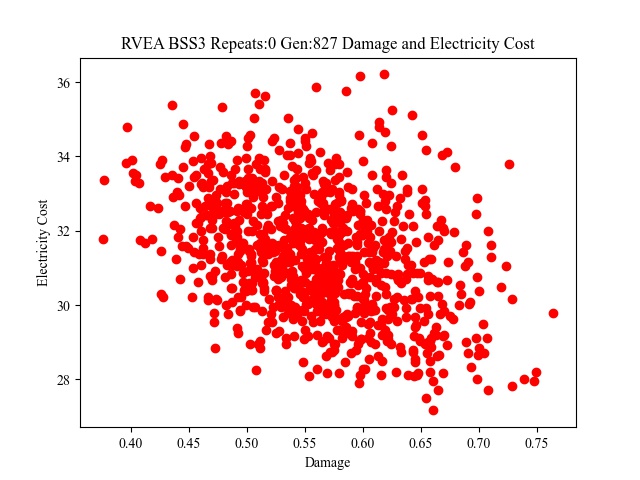 RVEA BSS3 Repeats:0 Gen:827 Damage and Electricity Cost
36
34
32
30
28
Electricity Cost
0.40 0.45 0.50 0.55 0.60 0.65 0.70 0.75
Damage